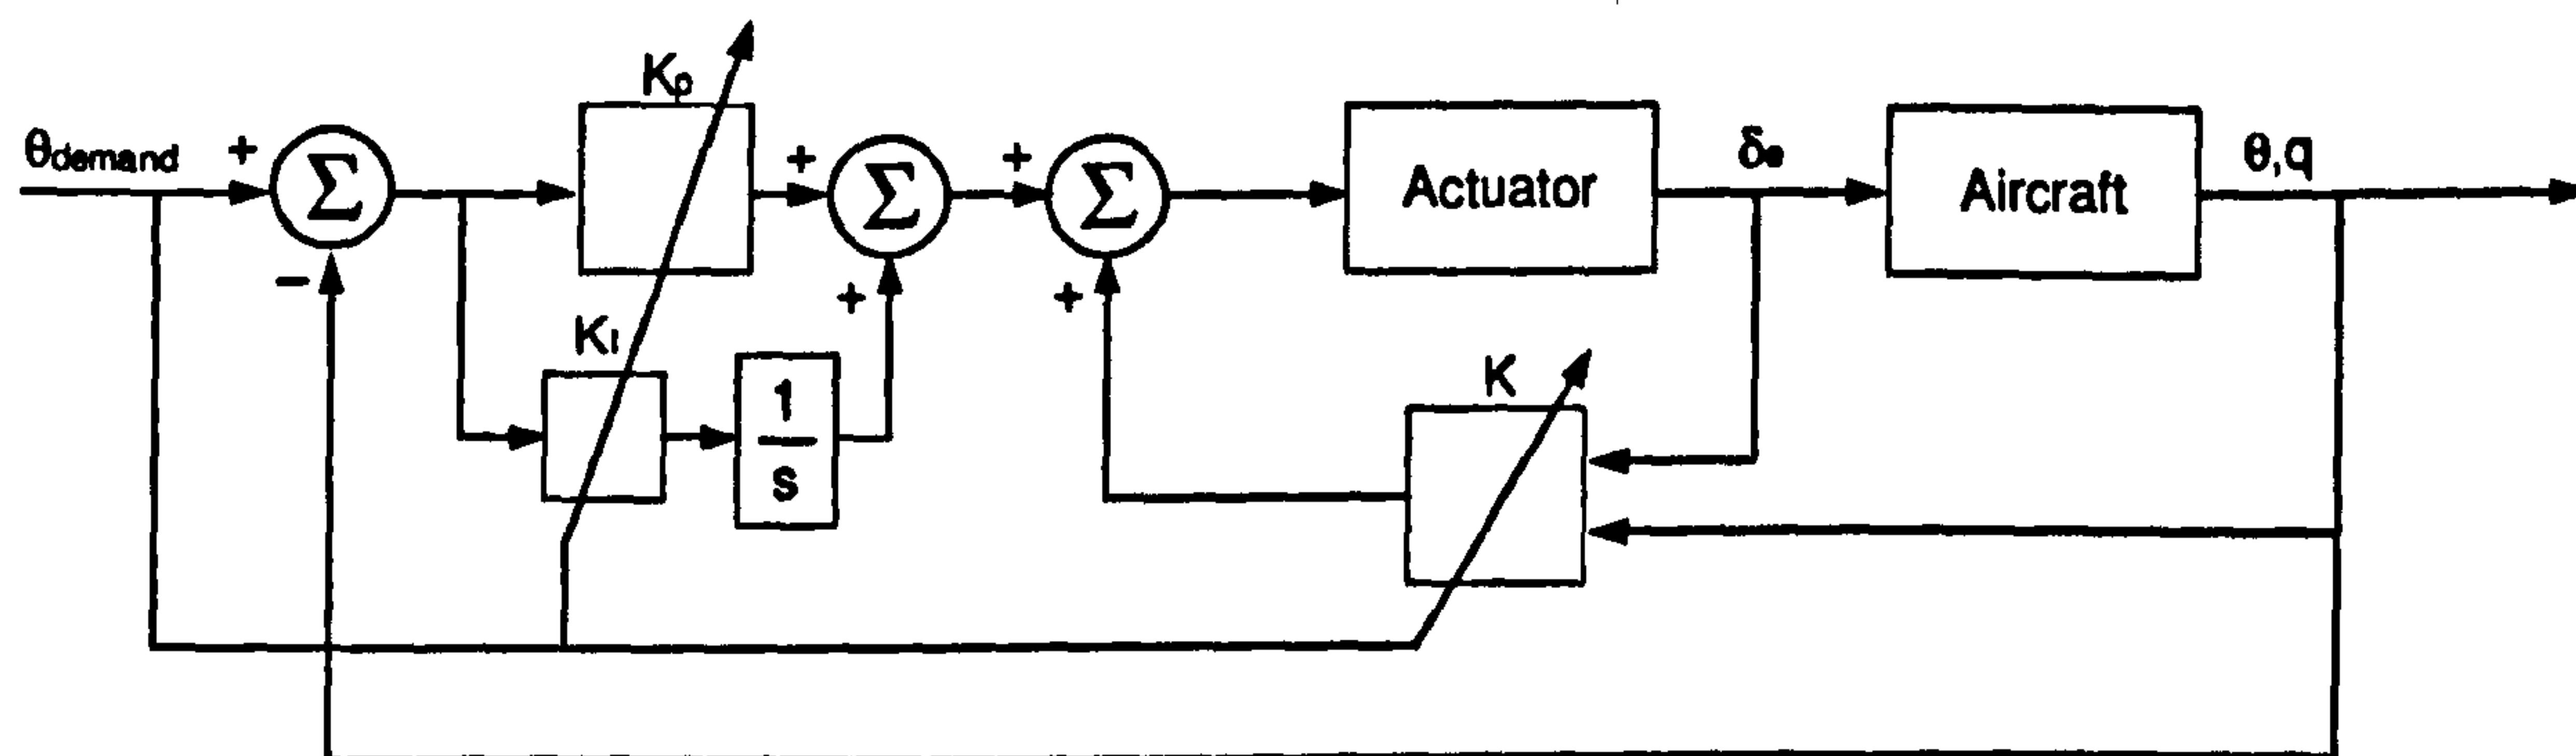 Kp
θdemand + Σ + Σ + Σ Actuator δe Aircraft θ,q
− + +
KI 1/s K